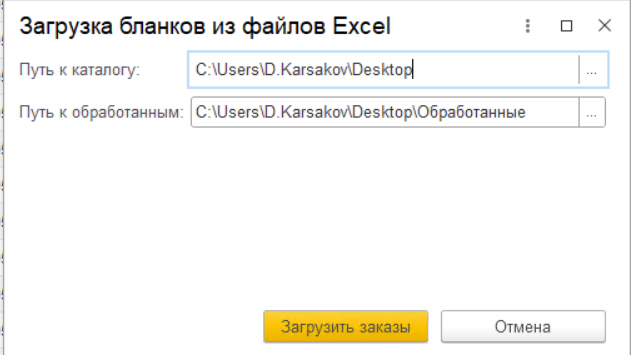 Загрузка бланков из файлов Excel
Путь к каталогу: C:\Users\D.Karsakov\Desktop ...
Путь к обработанным: C:\Users\D.Karsakov\Desktop\Обработанные ...
Загрузить заказы Отмена